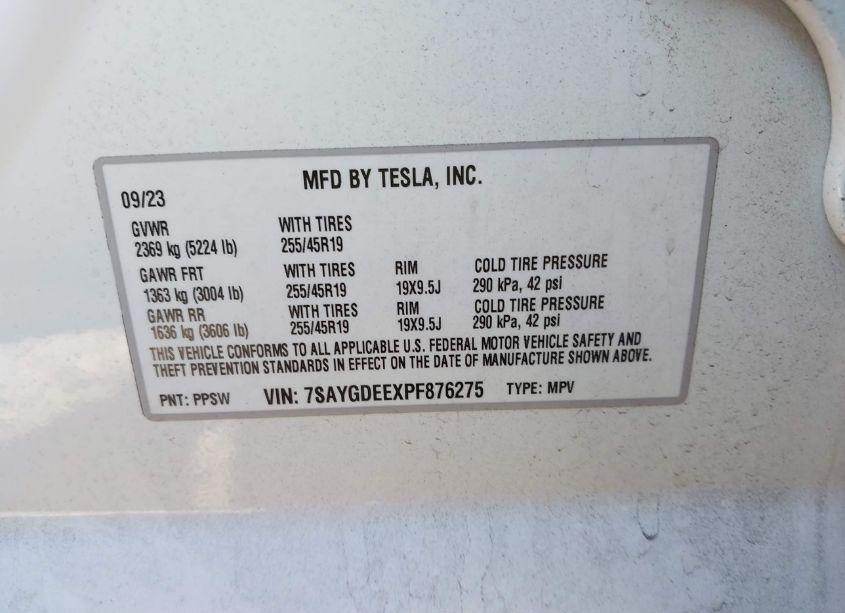 MFD BY TESLA, INC.
09/23
GVWR WITH TIRES
2369 kg (5224 lb) 255/45R19
GAWR FRT WITH TIRES RIM COLD TIRE PRESSURE
1363 kg (3004 lb) 255/45R19 19X9.5J 290 kPa, 42 psi
GAWR RR WITH TIRES RIM COLD TIRE PRESSURE
1636 kg (3606 lb) 255/45R19 19X9.5J 290 kPa, 42 psi
THIS VEHICLE CONFORMS TO ALL APPLICABLE U.S. FEDERAL MOTOR VEHICLE SAFETY AND
THEFT PREVENTION STANDARDS IN EFFECT ON THE DATE OF MANUFACTURE SHOWN ABOVE.
PNT: PPSW VIN: 7SAYGDEEXPF876275 TYPE: MPV